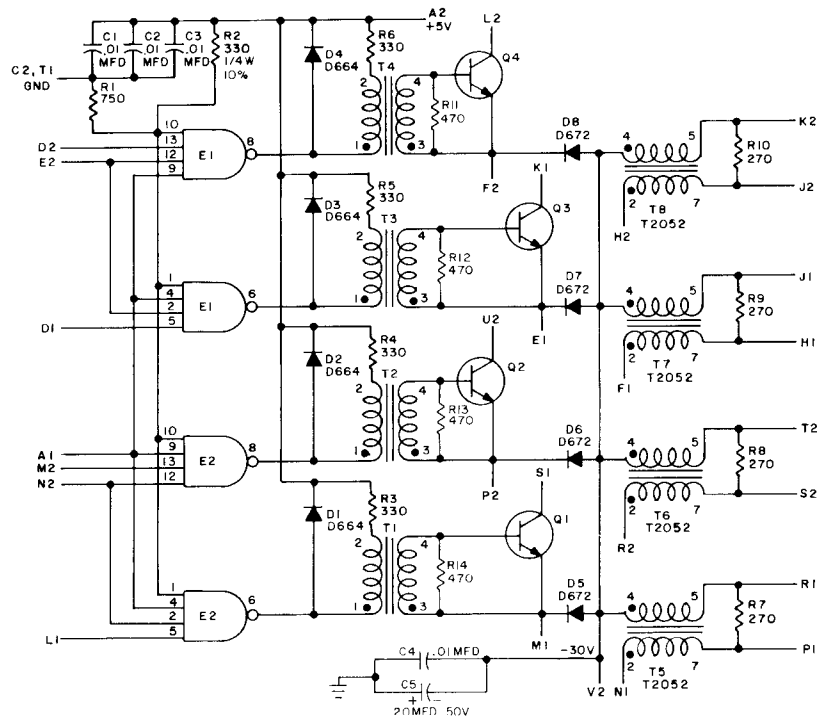 C1 .01 MFD
C2 .01 MFD
C3 .01 MFD
R2 330 1/4W 10%
A2 +5V
L2
C2, T1 GND
R1 750
D4 D664
R6 330
T4
2 4
1 3
R11 470
Q4
D2
E2
10
13
12
9
E1
8
F2
D8 D672
4 5
2 7
T8 T2052
H2
R10 270
K2
J2
D3 D664
R5 330
T3
2 4
1 3
R12 470
K1
Q3
1
4
2
5
E1
6
D1
E1
D7 D672
4 5
2 7
T7 T2052
F1
R9 270
J1
H1
D2 D664
R4 330
T2
2 4
1 3
R13 470
U2
Q2
A1
M2
N2
10
9
13
12
E2
8
P2
D6 D672
4 5
2 7
T6 T2052
R2
R8 270
T2
S2
D1 D664
R3 330
T1
2 4
1 3
R14 470
S1
Q1
1
4
2
5
E2
6
L1
M1
D5 D672
4 5
2 7
T5 T2052
N1
R7 270
R1
P1
C4 .01MFD
-30V
C5
+
20MFD 50V
V2